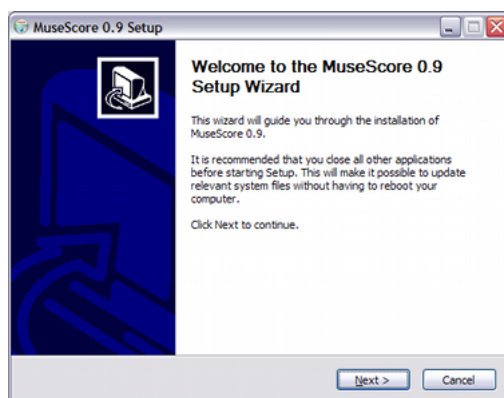 MuseScore 0.9 Setup
Welcome to the MuseScore 0.9
Setup Wizard
This wizard will guide you through the installation of
MuseScore 0.9.
It is recommended that you close all other applications
before starting Setup. This will make it possible to update
relevant system files without having to reboot your
computer.
Click Next to continue.
Next >
Cancel